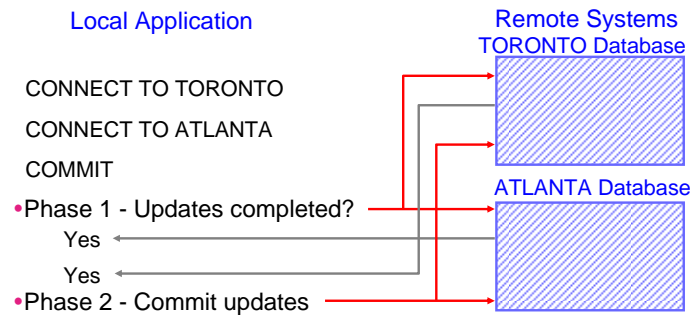 Local Application
Remote Systems
TORONTO Database
CONNECT TO TORONTO
CONNECT TO ATLANTA
COMMIT
ATLANTA Database
•Phase 1 - Updates completed?
Yes
Yes
•Phase 2 - Commit updates